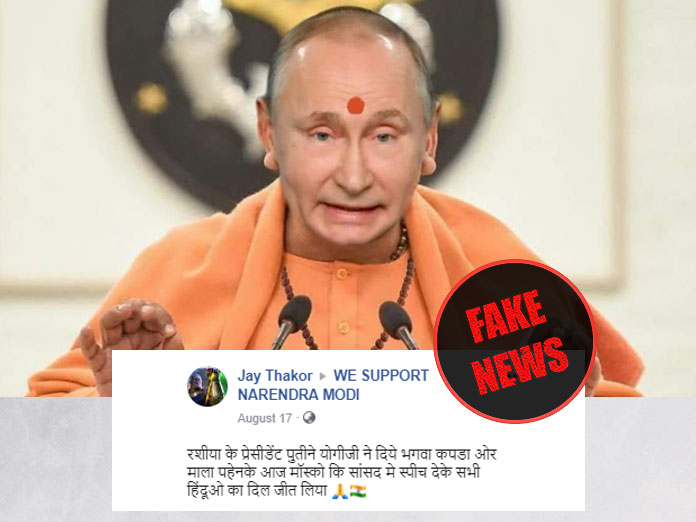 FAKE
NEWS
Jay Thakor ▸ WE SUPPORT
NARENDRA MODI
August 17 ·
रशीया के प्रेसीडेंट पुतीने योगीजी ने दिये भगवा कपडा ओर
माला पहेनके आज मॉस्को कि सांसद मे स्पीच देके सभी
हिंदूओ का दिल जीत लिया 🙏🇮🇳